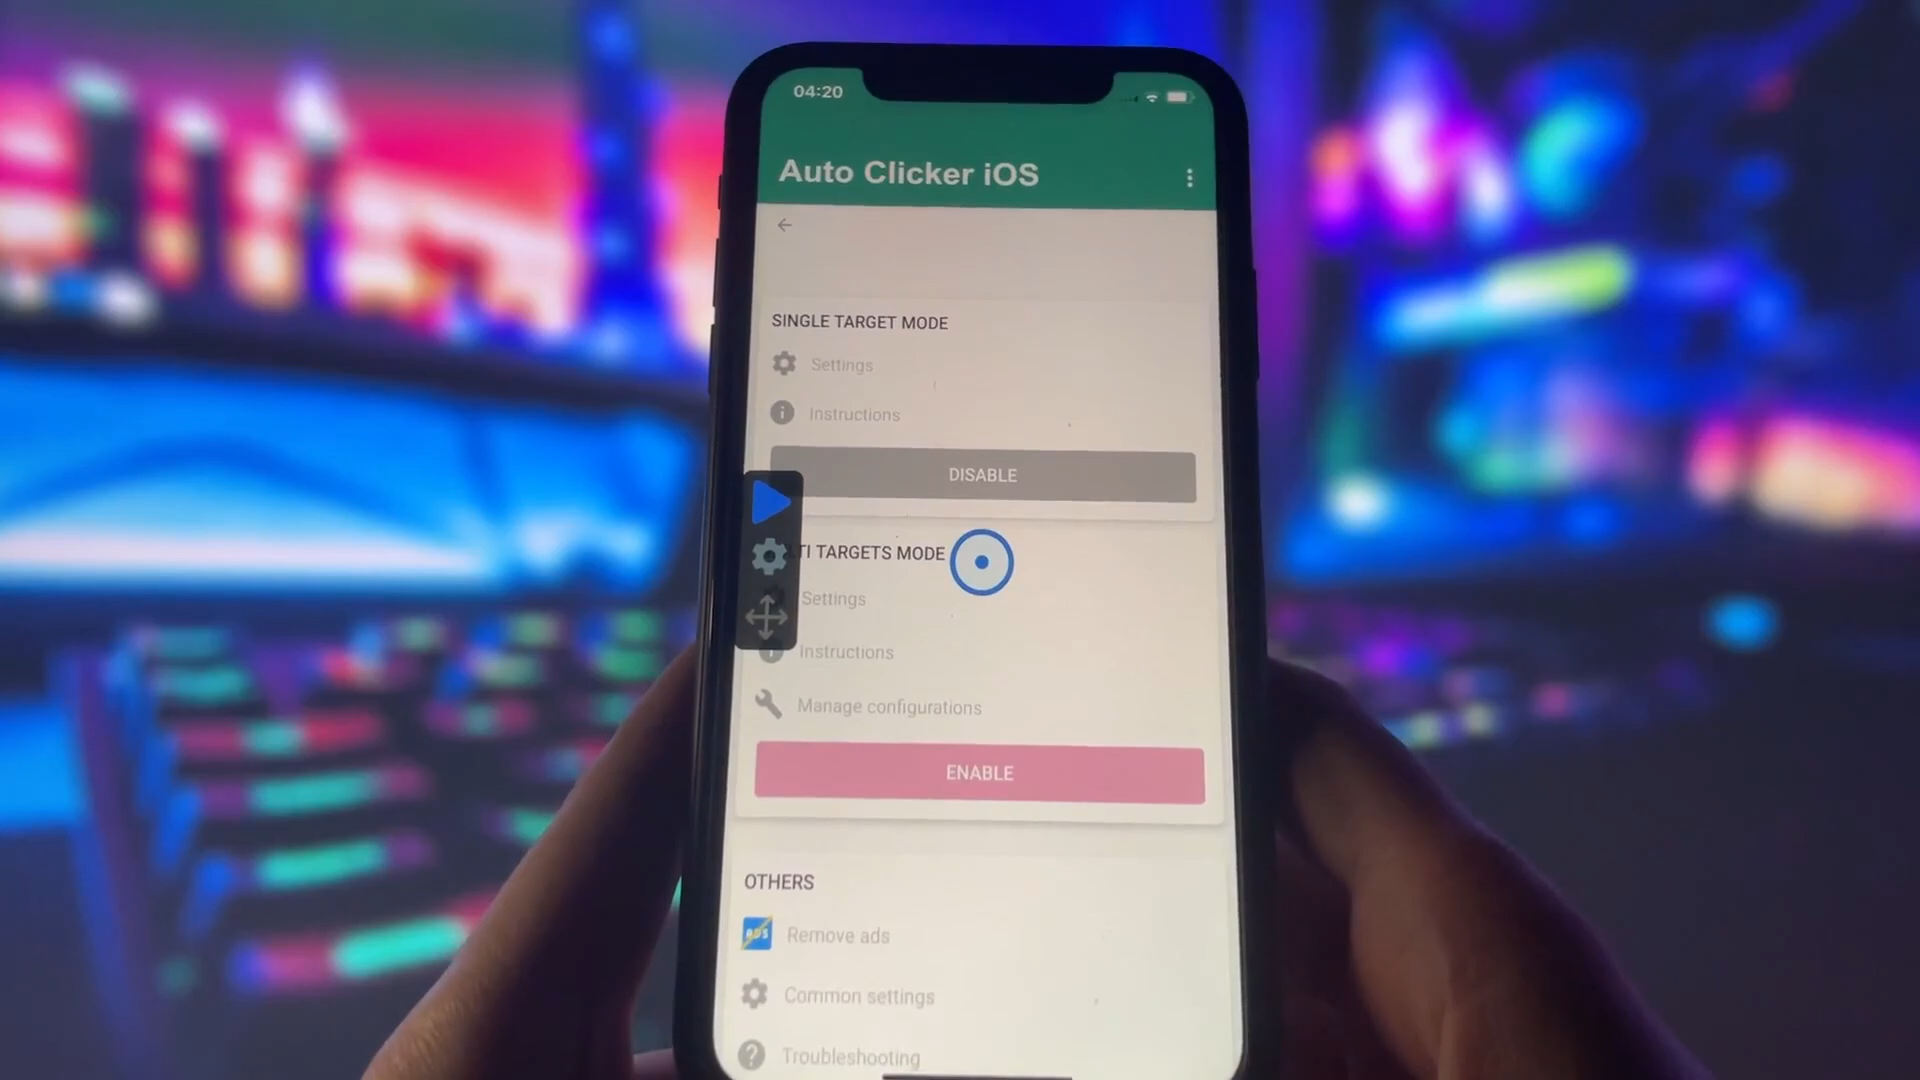 04:20
Auto Clicker iOS
SINGLE TARGET MODE
Settings
Instructions
DISABLE
TI TARGETS MODE
Settings
Instructions
Manage configurations
ENABLE
OTHERS
ADS
Remove ads
Common settings
Troubleshooting